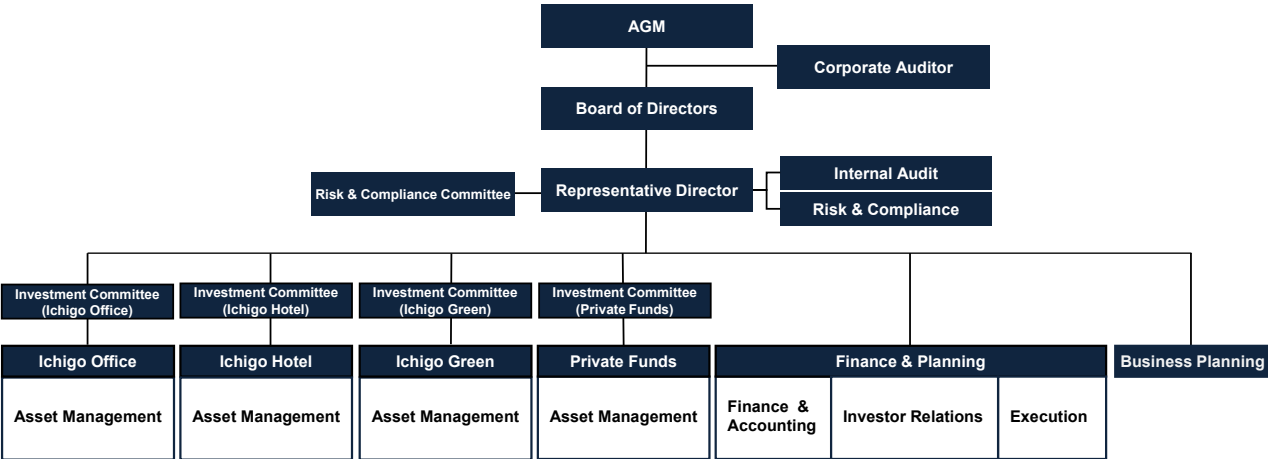 AGM
Corporate Auditor
Board of Directors
Risk & Compliance Committee
Representative Director
Internal Audit
Risk & Compliance
Investment Committee
(Ichigo Office)
Investment Committee
(Ichigo Hotel)
Investment Committee
(Ichigo Green)
Investment Committee
(Private Funds)
Ichigo Office
Ichigo Hotel
Ichigo Green
Private Funds
Finance & Planning
Business Planning
Asset Management
Asset Management
Asset Management
Asset Management
Finance &
Accounting
Investor Relations
Execution